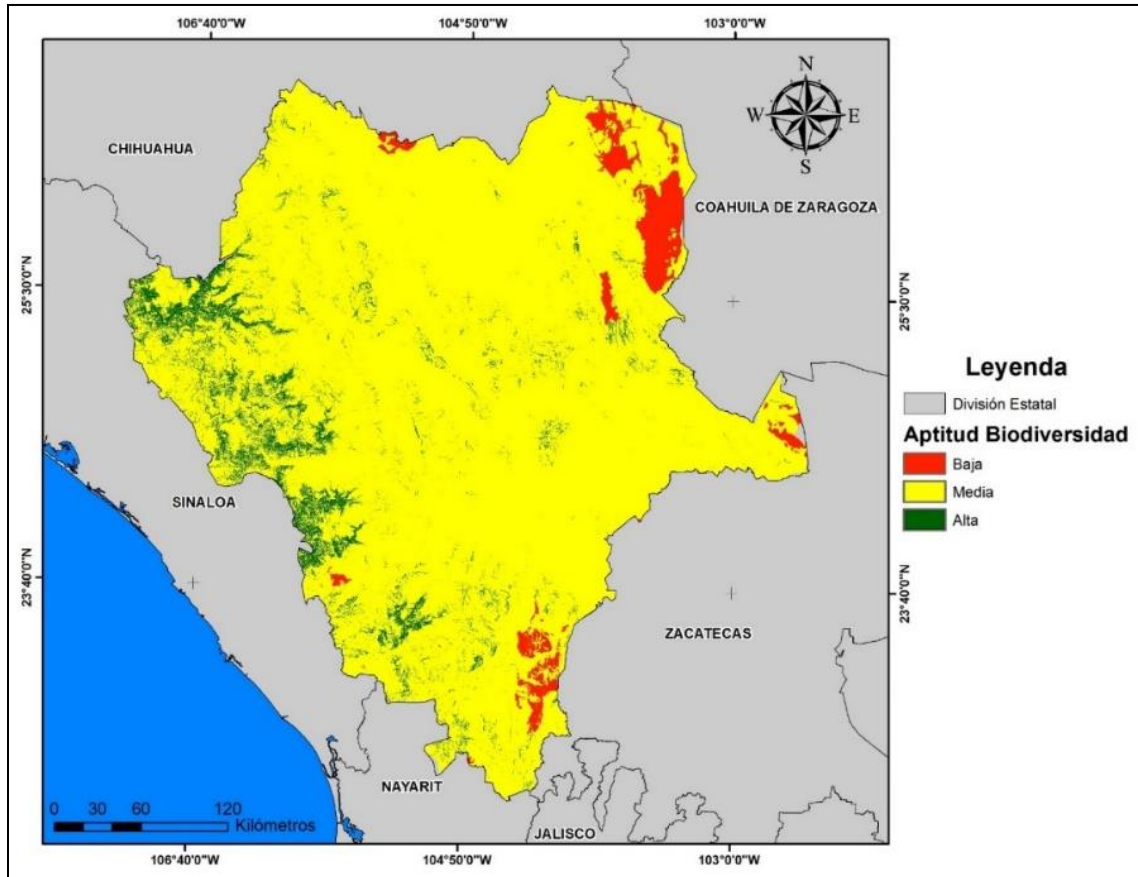 106°40'0"W 104°50'0"W 103°0'0"W
N
W E
S
CHIHUAHUA
COAHUILA DE ZARAGOZA
25°30'0"N
25°30'0"N
Leyenda
División Estatal
Aptitud Biodiversidad
Baja
Media
Alta
SINALOA
23°40'0"N
23°40'0"N
ZACATECAS
NAYARIT
JALISCO
0 30 60 120
Kilómetros
106°40'0"W 104°50'0"W 103°0'0"W